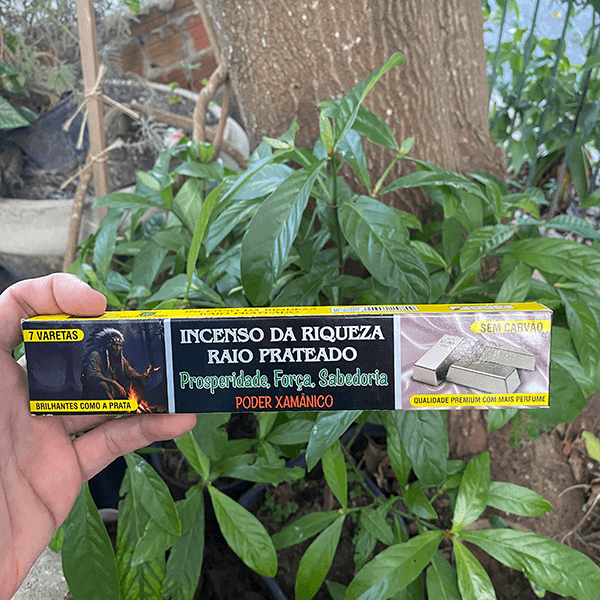 7 VARETAS
BRILHANTES COMO A PRATA
INCENSO DA RIQUEZA
RAIO PRATEADO
Prosperidade, Força, Sabedoria
PODER XAMÂNICO
SEM CARVÃO
QUALIDADE PREMIUM COM MAIS PERFUME